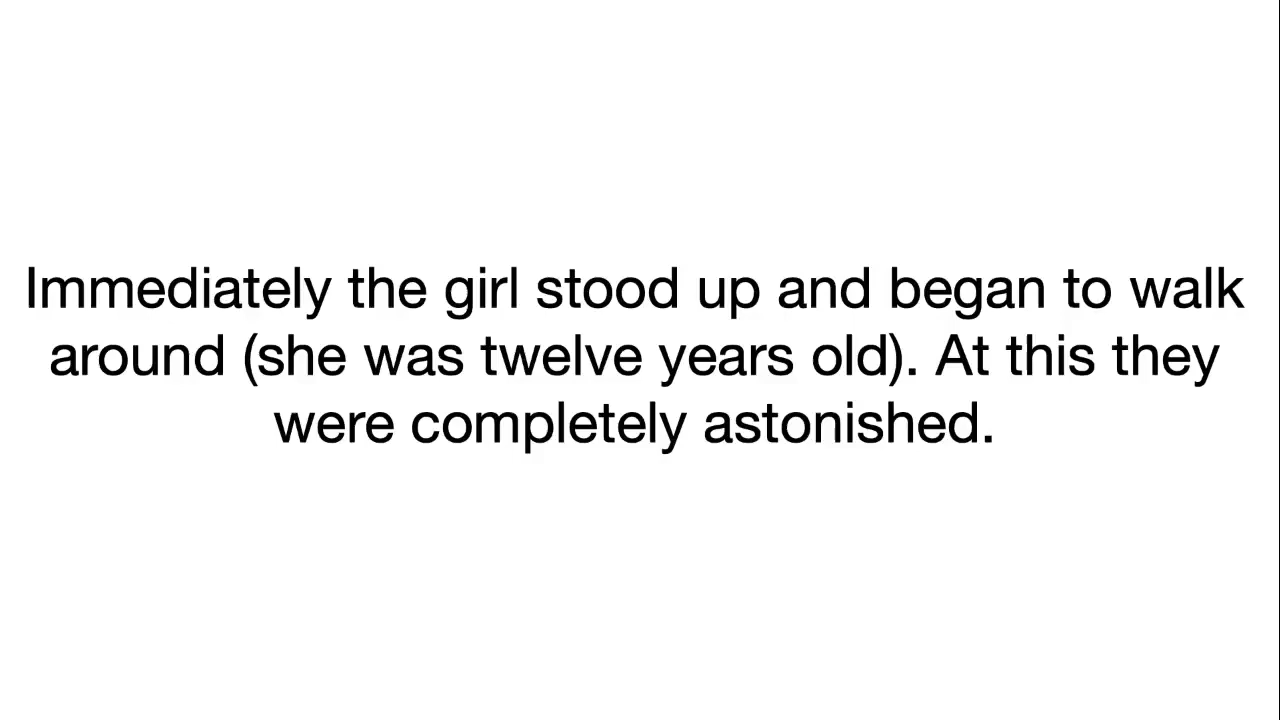 Immediately the girl stood up and began to walk
around (she was twelve years old). At this they
were completely astonished.